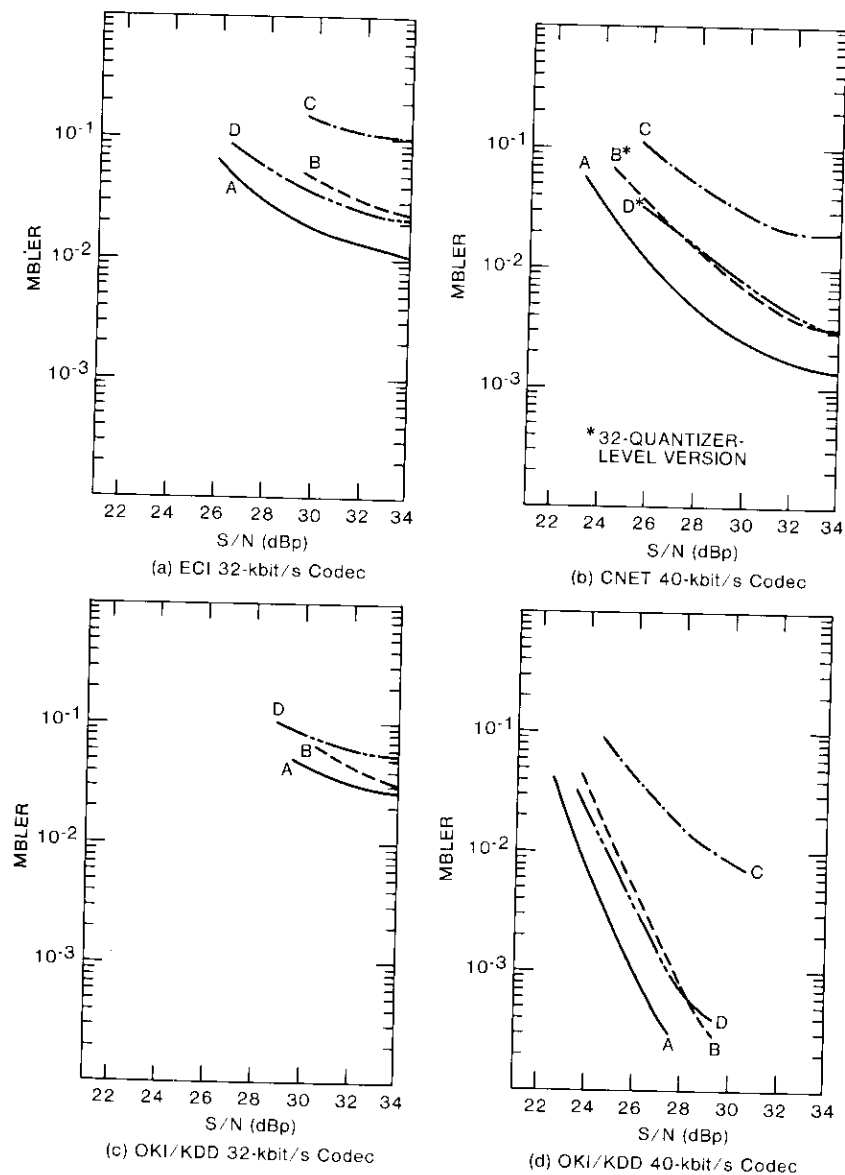 MBLER
10⁻¹
10⁻²
10⁻³
C
D
B
A
22 24 26 28 30 32 34
S/N (dBp)
(a) ECI 32-kbit/s Codec
MBLER
10⁻¹
10⁻²
10⁻³
C
A
B*
D*
* 32-QUANTIZER-
LEVEL VERSION
22 24 26 28 30 32 34
S/N (dBp)
(b) CNET 40-kbit/s Codec
MBLER
10⁻¹
10⁻²
10⁻³
D
B
A
22 24 26 28 30 32 34
S/N (dBp)
(c) OKI/KDD 32-kbit/s Codec
MBLER
10⁻¹
10⁻²
10⁻³
C
D
A
B
22 24 26 28 30 32 34
S/N (dBp)
(d) OKI/KDD 40-kbit/s Codec